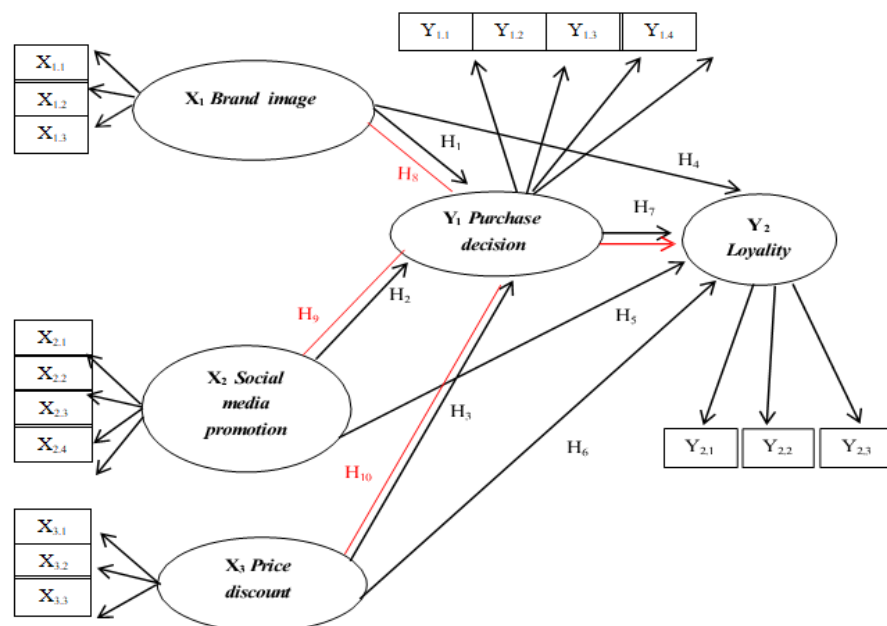 Y1.1 Y1.2 Y1.3 Y1.4
X1.1
X1.2
X1.3
X1 Brand image
H1
H4
H8
Y1 Purchase
decision
H7
Y2
Loyality
H2
H9
H5
X2.1
X2.2
X2.3
X2.4
X2 Social
media
promotion
H3
H6
H10
Y2,1 Y2,2 Y2,3
X3.1
X3.2
X3.3
X3 Price
discount